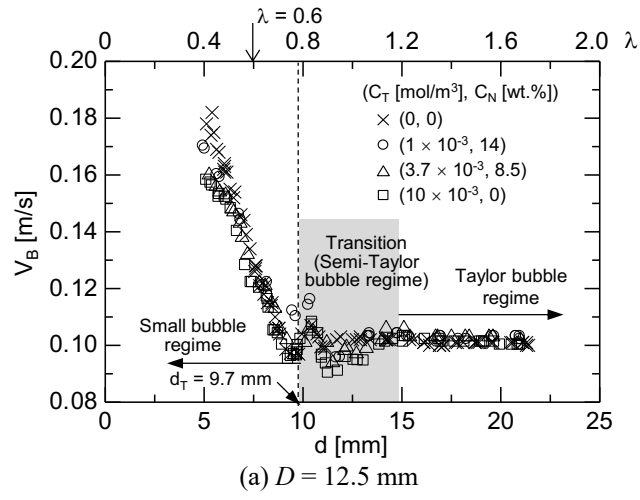 λ = 0.6
0.4 0.8 1.2 1.6 2.0 λ
0.20
0.18
0.16
0.14
0.12
0.10
0.08
V_B [m/s]
(C_T [mol/m³], C_N [wt.%])
× (0, 0)
○ (1 × 10⁻³, 14)
△ (3.7 × 10⁻³, 8.5)
□ (10 × 10⁻³, 0)
Transition
(Semi-Taylor
bubble regime)
Taylor bubble
regime
Small bubble
regime
d_T = 9.7 mm
0 5 10 15 20 25
d [mm]
(a) D = 12.5 mm